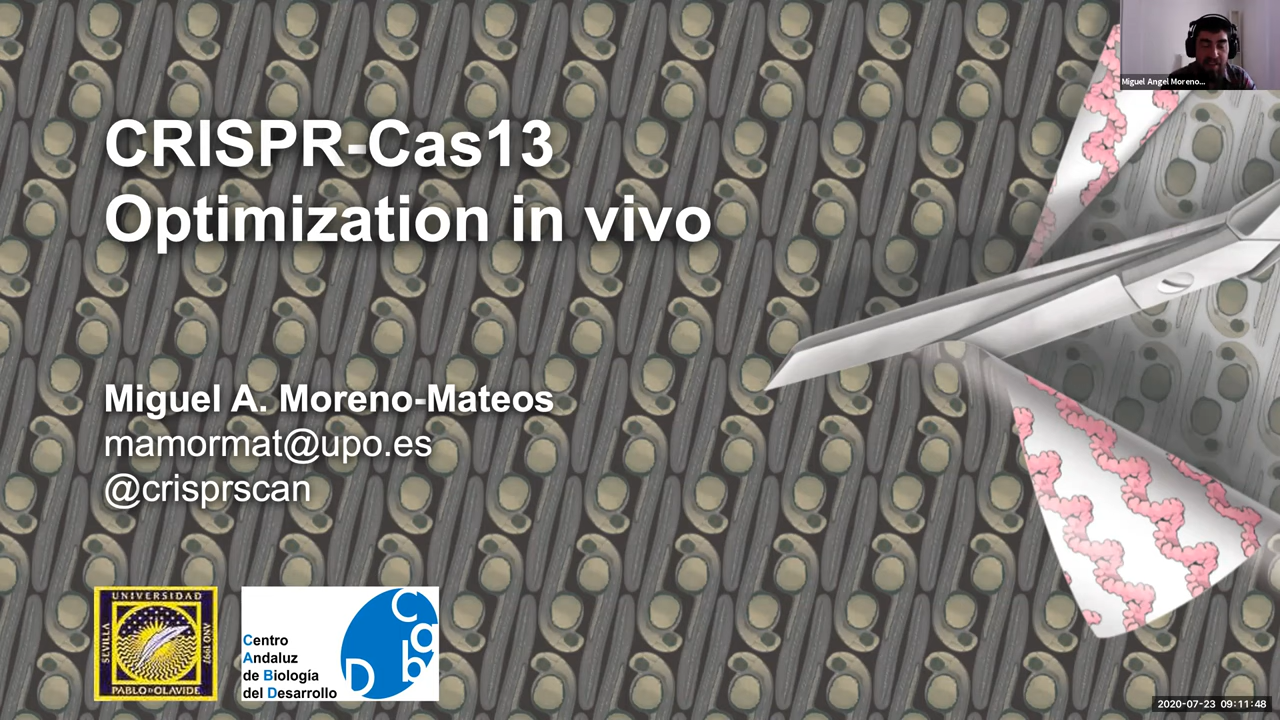 CRISPR-Cas13
Optimization in vivo
Miguel Angel Moreno...
Miguel A. Moreno-Mateos
mamormat@upo.es
@crisprscan
UNIVERSIDAD
SEVILLA
AÑO 1997
PABLO DE OLAVIDE
Centro
Andaluz
de Biología
del Desarrollo
C
a
b
D
2020-07-23 09:11:48